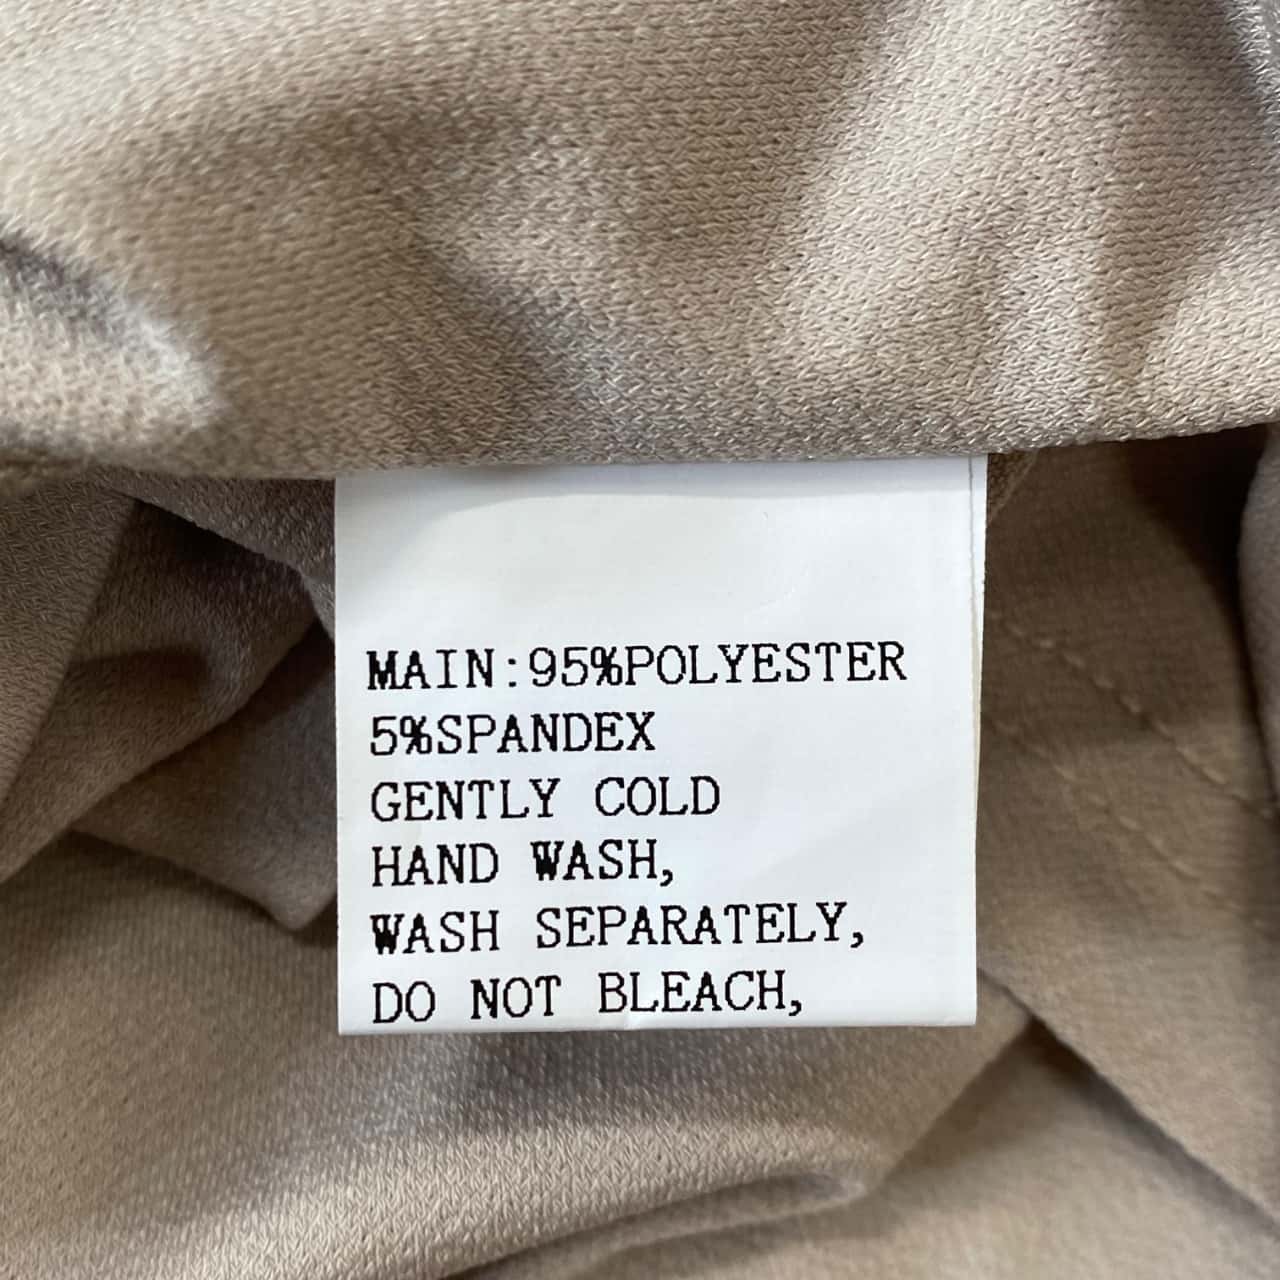 MAIN:95%POLYESTER
5%SPANDEX
GENTLY COLD
HAND WASH,
WASH SEPARATELY,
DO NOT BLEACH,